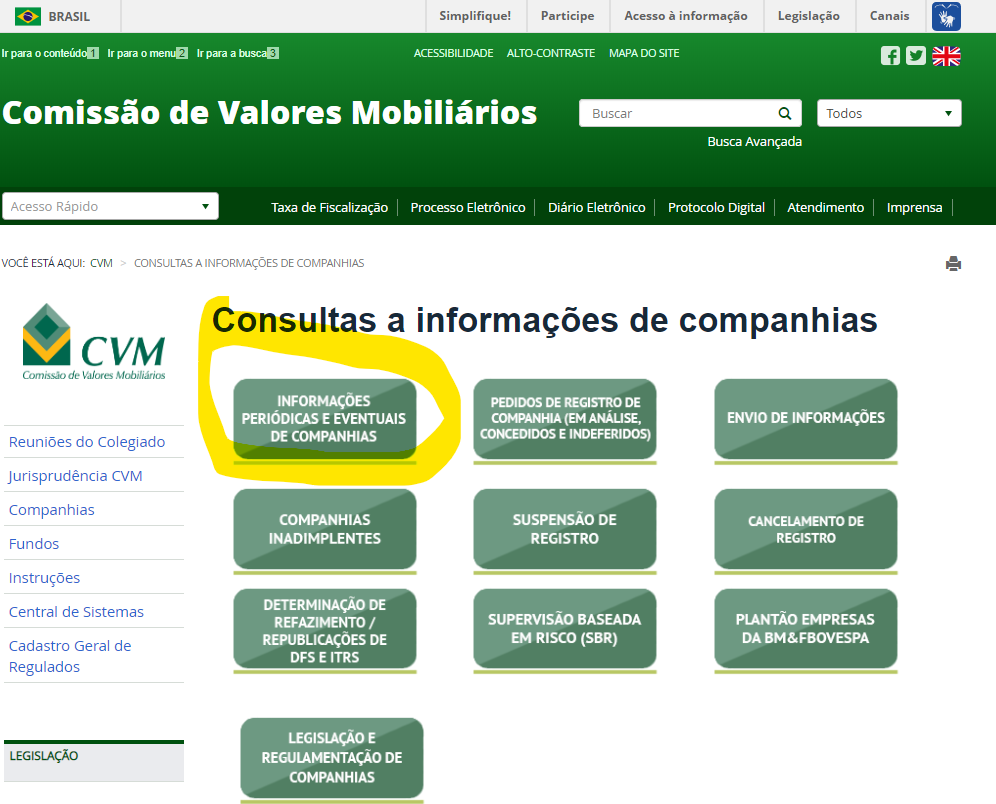 BRASIL
Simplifique!
Participe
Acesso à informação
Legislação
Canais
Ir para o conteúdo 1
Ir para o menu 2
Ir para a busca 3
ACESSIBILIDADE
ALTO-CONTRASTE
MAPA DO SITE
Comissão de Valores Mobiliários
Buscar
Todos
Busca Avançada
Acesso Rápido
Taxa de Fiscalização
Processo Eletrônico
Diário Eletrônico
Protocolo Digital
Atendimento
Imprensa
VOCÊ ESTÁ AQUI: CVM > CONSULTAS A INFORMAÇÕES DE COMPANHIAS
CVM
Comissão de Valores Mobiliários
Reuniões do Colegiado
Jurisprudência CVM
Companhias
Fundos
Instruções
Central de Sistemas
Cadastro Geral de
Regulados
LEGISLAÇÃO
Consultas a informações de companhias
INFORMAÇÕES
PERIÓDICAS E EVENTUAIS
DE COMPANHIAS
PEDIDOS DE REGISTRO DE
COMPANHIA (EM ANÁLISE,
CONCEDIDOS E INDEFERIDOS)
ENVIO DE INFORMAÇÕES
COMPANHIAS
INADIMPLENTES
SUSPENSÃO DE
REGISTRO
CANCELAMENTO DE
REGISTRO
DETERMINAÇÃO DE
REFAZIMENTO /
REPUBLICAÇÕES DE
DFS E ITRS
SUPERVISÃO BASEADA
EM RISCO (SBR)
PLANTÃO EMPRESAS
DA BM&FBOVESPA
LEGISLAÇÃO E
REGULAMENTAÇÃO DE
COMPANHIAS